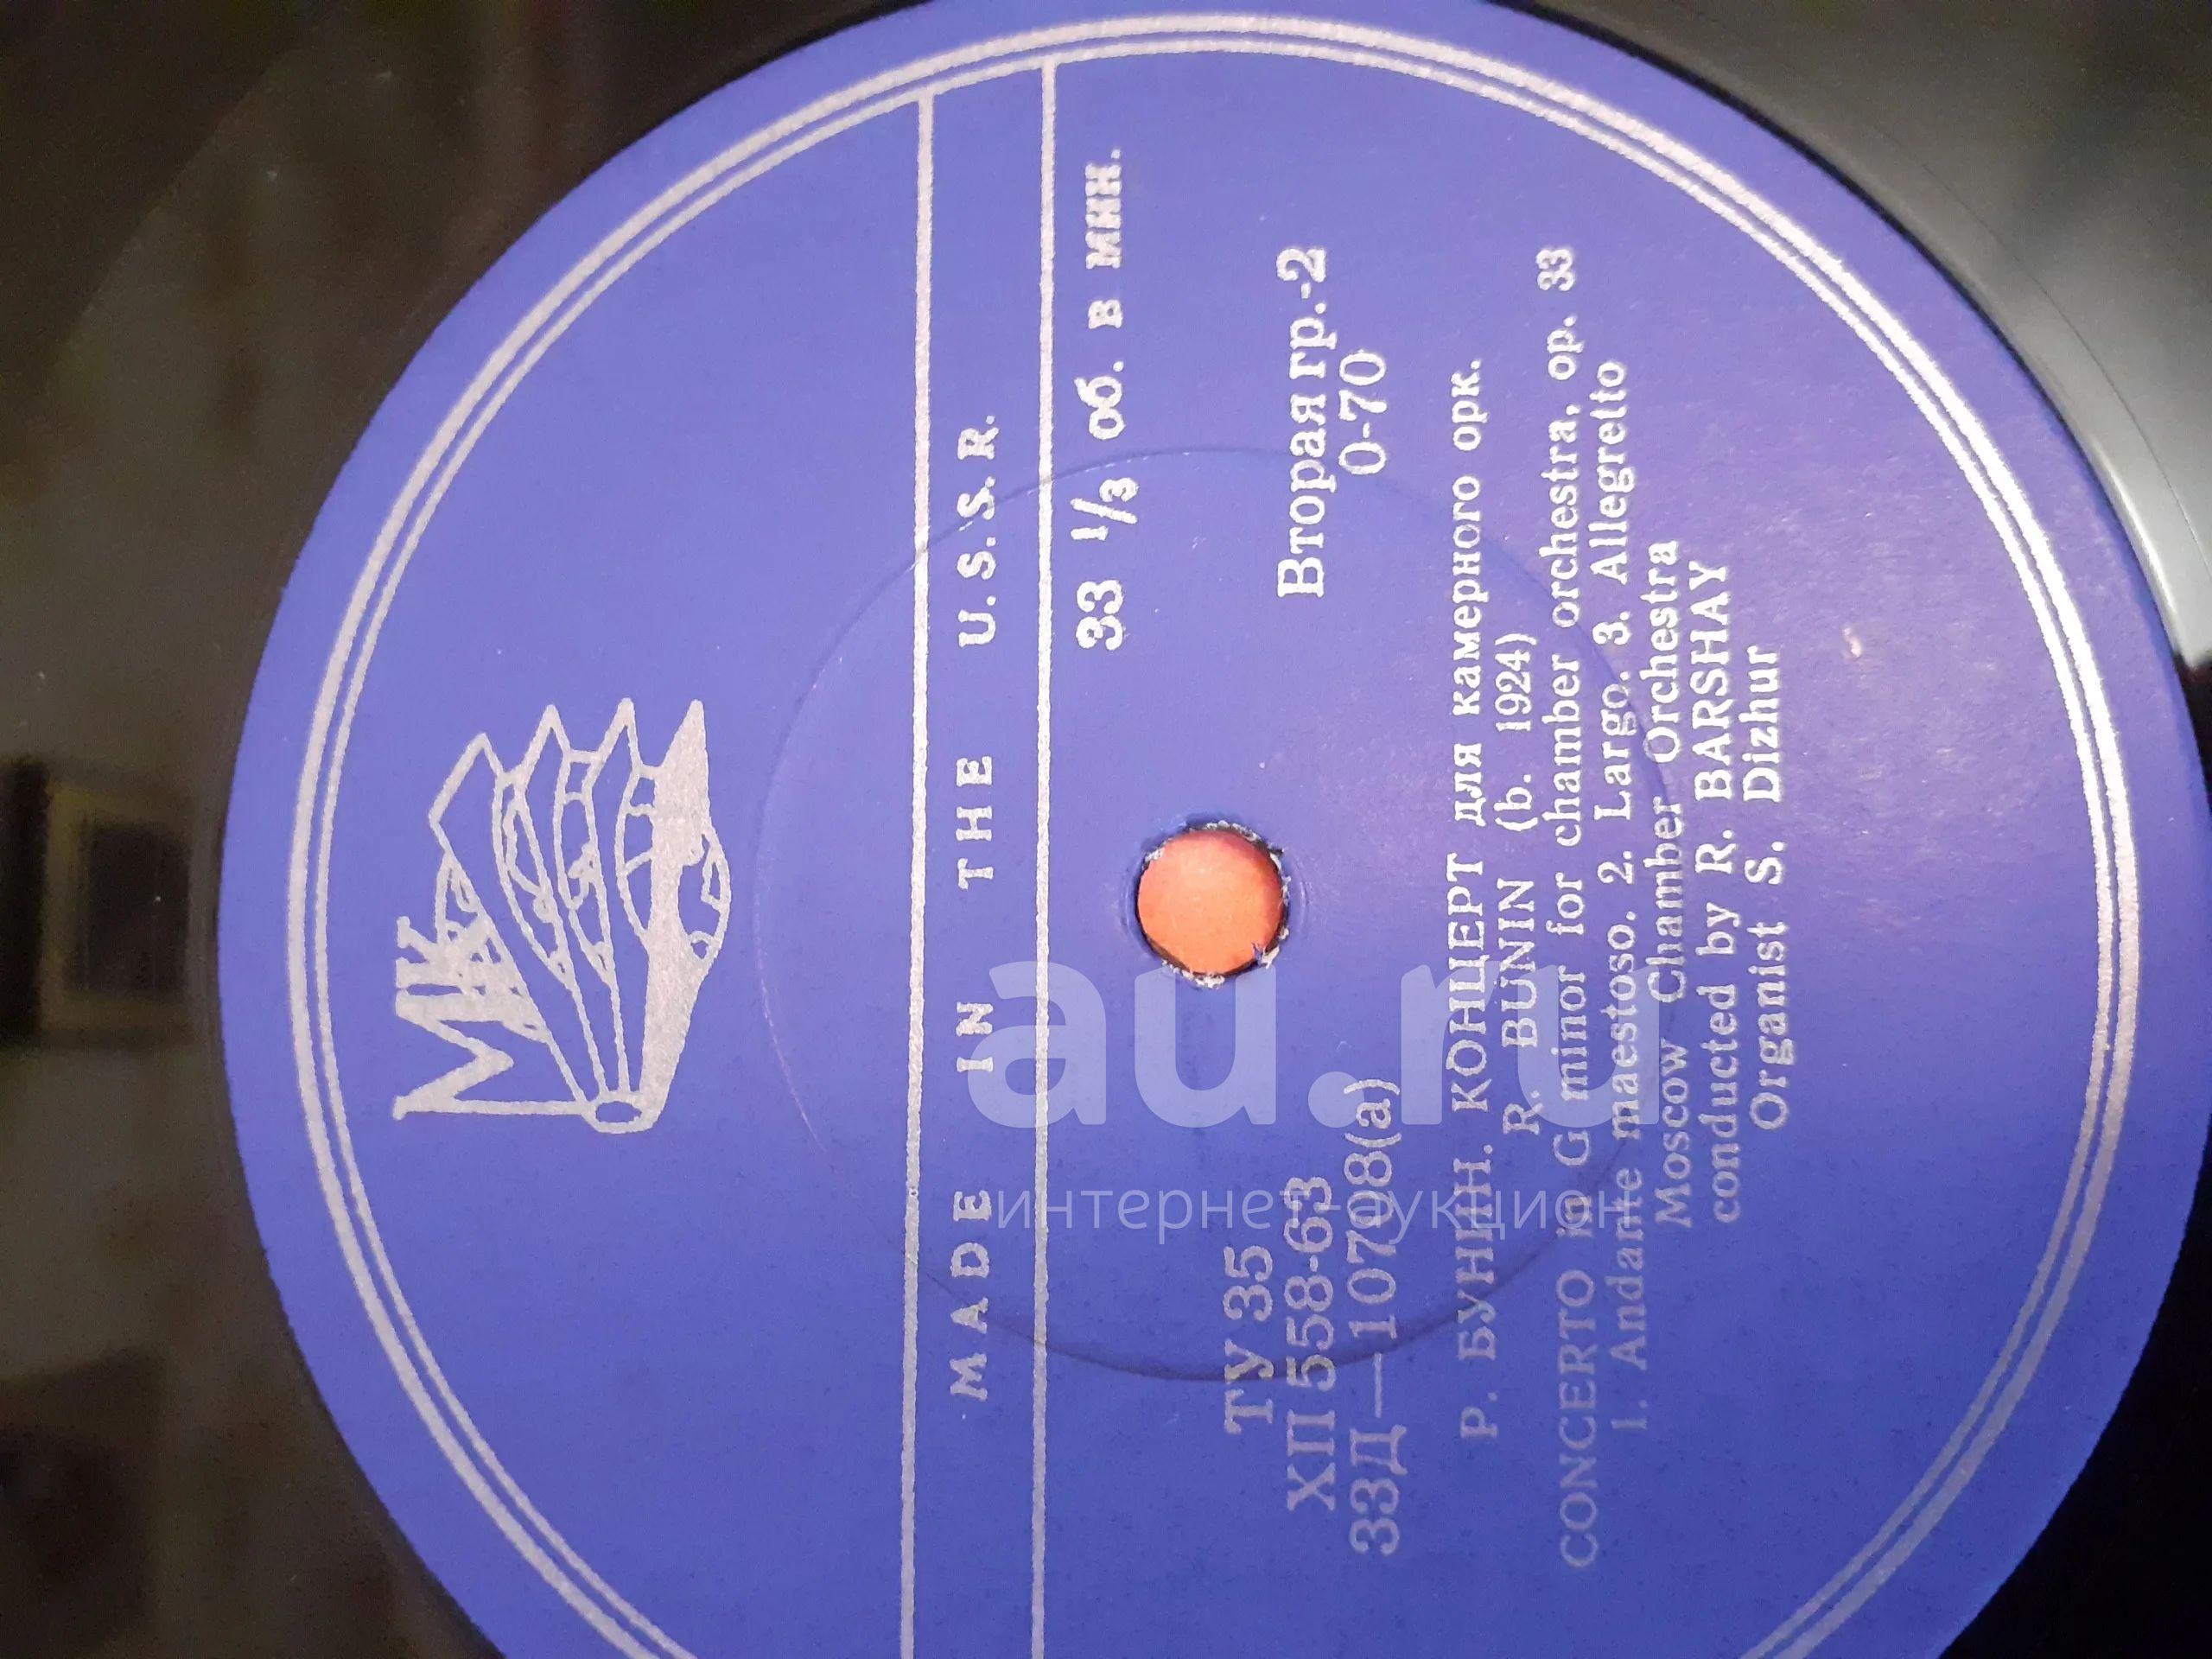 МК
MADE IN THE U.S.S.R.
33 1/3 об. в мин.
ТУ 35
ХП 558-63
33Д—10798(а)
Вторая гр.-2
0-70
Р. БУНИН. КОНЦЕРТ для камерного орк.
R. BUNIN (b. 1924)
CONCERTO in G minor for chamber orchestra, op. 33
1. Andante maestoso. 2. Largo. 3. Allegretto
Moscow Chamber Orchestra
conducted by R. BARSHAY
Organist S. Dizhur
au.ru
интернет-аукцион